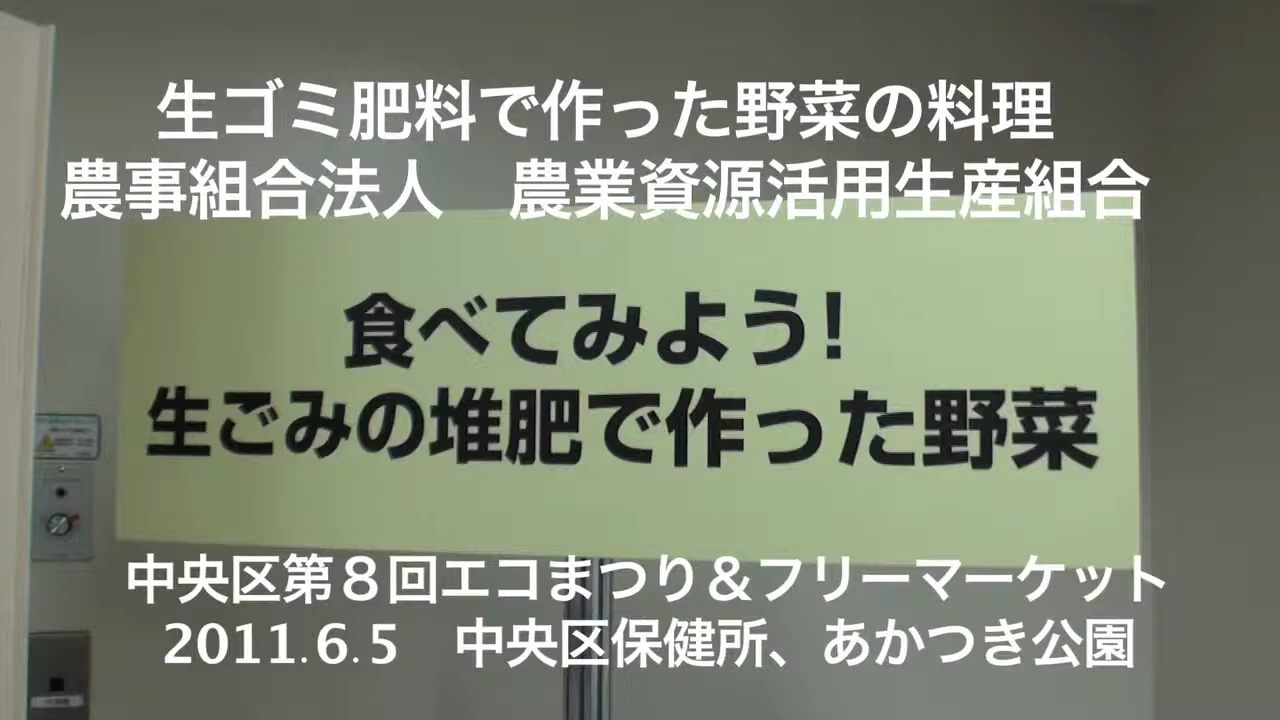 生ゴミ肥料で作った野菜の料理
農事組合法人　農業資源活用生産組合
食べてみよう!
生ごみの堆肥で作った野菜
中央区第８回エコまつり＆フリーマーケット
2011.6.5　中央区保健所、あかつき公園